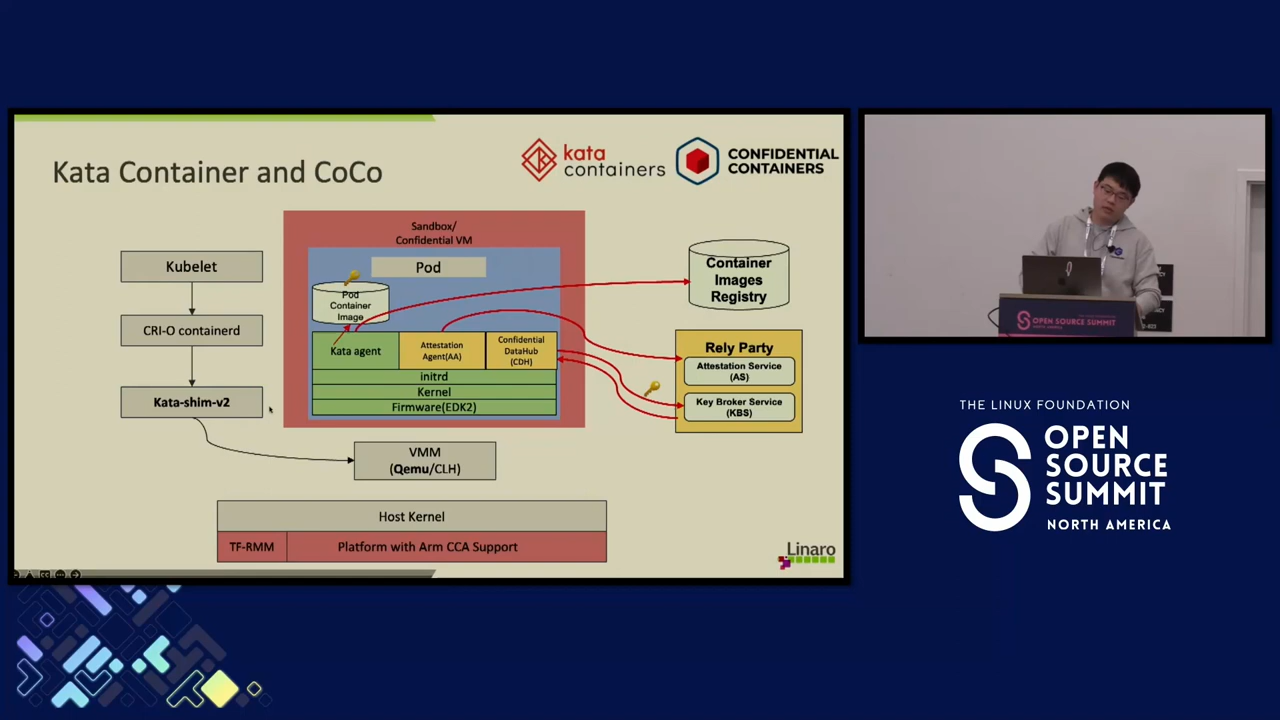 Kata Container and CoCo
kata
containers
CONFIDENTIAL
CONTAINERS
Sandbox/
Confidential VM
Kubelet
CRI-O containerd
Kata-shim-v2
Pod
Pod
Container
Image
Kata agent
Attestation
Agent(AA)
Confidential
DataHub
(CDH)
initrd
Kernel
Firmware(EDK2)
Container
Images
Registry
Rely Party
Attestation Service
(AS)
Key Broker Service
(KBS)
VMM
(Qemu/CLH)
Host Kernel
TF-RMM
Platform with Arm CCA Support
Linaro
OPEN SOURCE SUMMIT
THE LINUX FOUNDATION
OPEN
SOURCE
SUMMIT
NORTH AMERICA